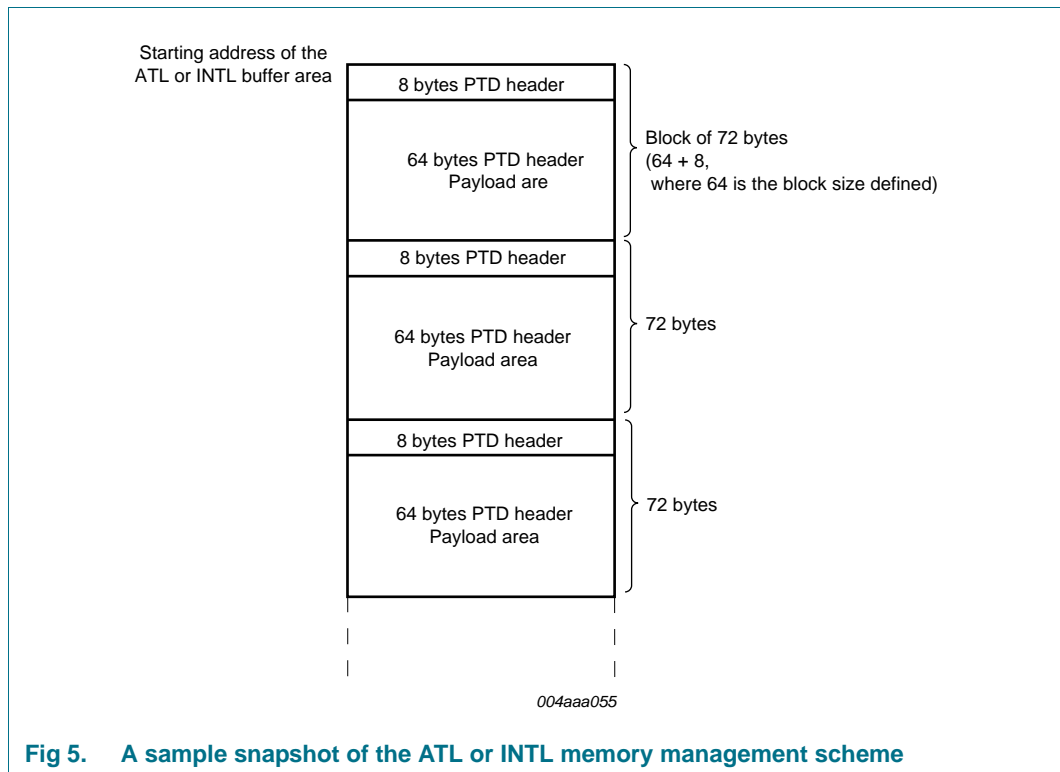 Starting address of the
ATL or INTL buffer area
8 bytes PTD header
64 bytes PTD header
Payload are
Block of 72 bytes
(64 + 8,
where 64 is the block size defined)
8 bytes PTD header
64 bytes PTD header
Payload area
72 bytes
8 bytes PTD header
64 bytes PTD header
Payload area
72 bytes
004aaa055
Fig 5. A sample snapshot of the ATL or INTL memory management scheme